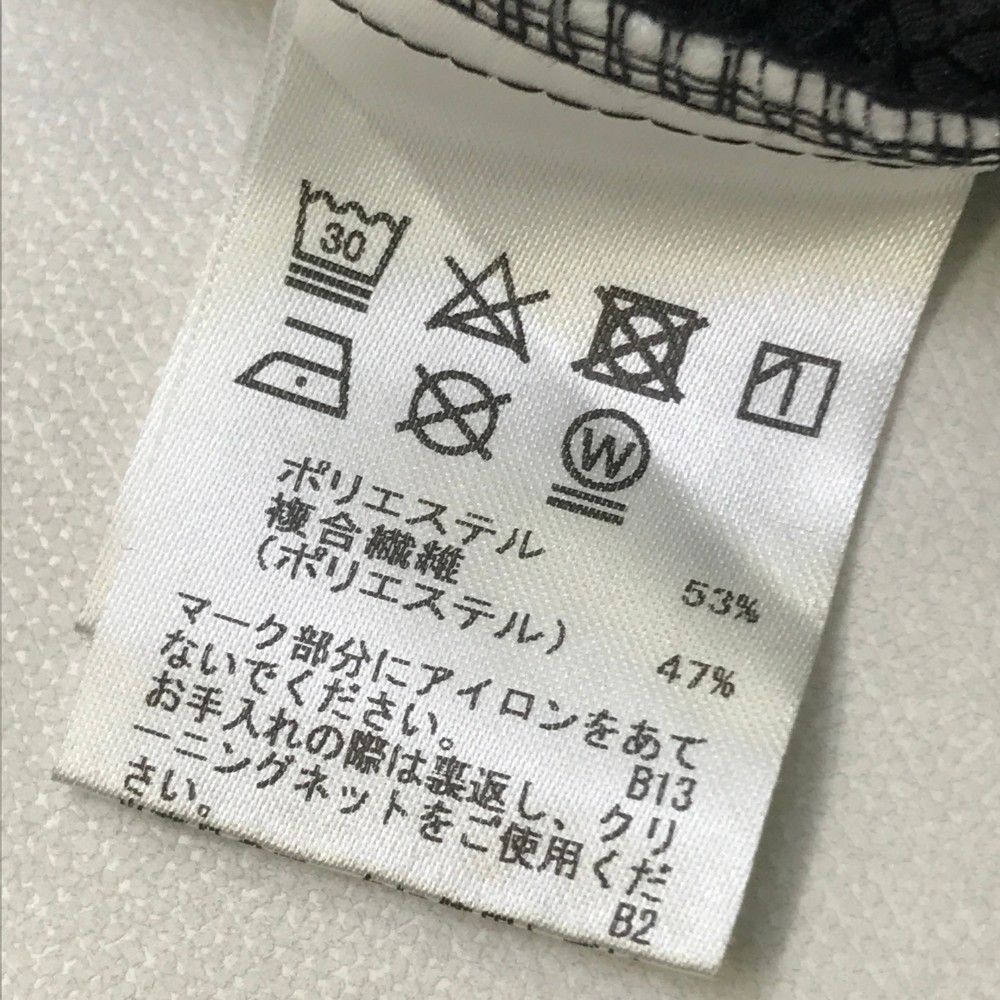 30
W
ポリエステル 53%
複合繊維
(ポリエステル) 47%
マーク部分にアイロンをあて
ないでください。 B13
お手入れの際は裏返し、クリ
ーニングネットをご使用くだ
さい。 B2